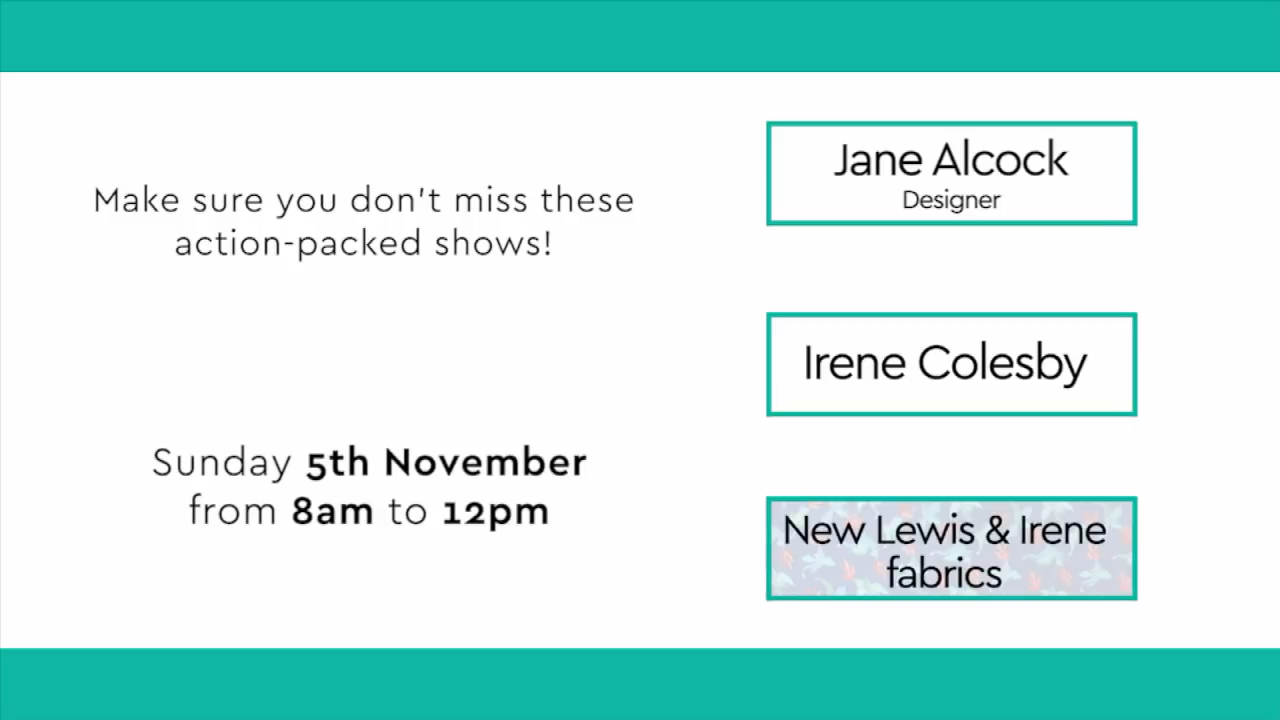 Make sure you don't miss these
action-packed shows!
Sunday 5th November
from 8am to 12pm
Jane Alcock
Designer
Irene Colesby
New Lewis & Irene
fabrics